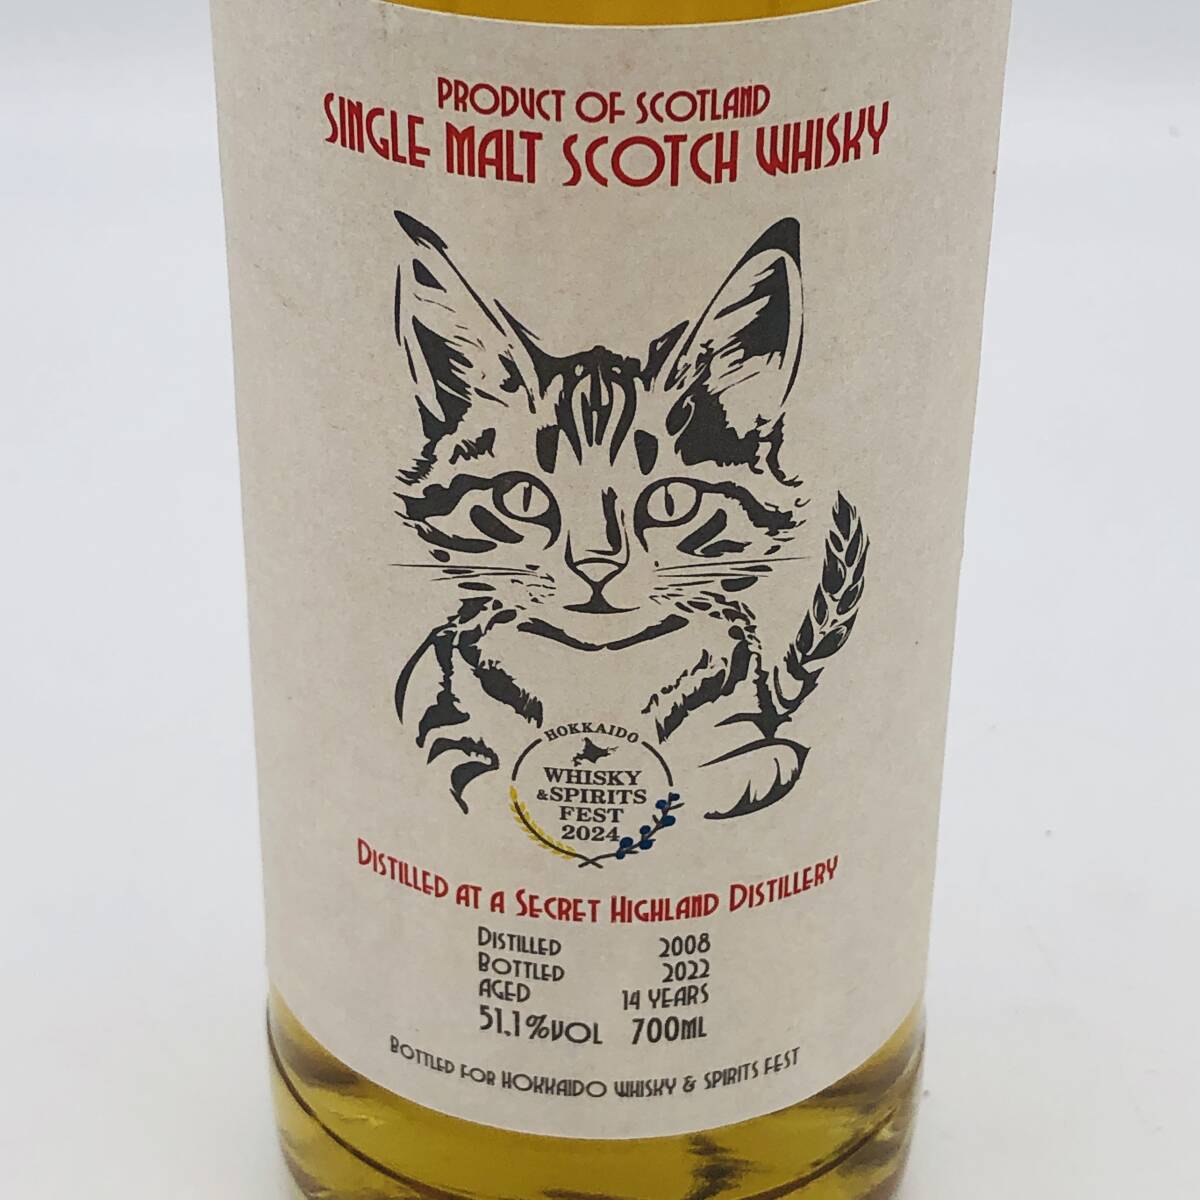 PRODUCT OF SCOTLAND
SINGLE MALT SCOTCH WHISKY
HOKKAIDO
WHISKY
&SPIRITS
FEST
2024
DISTILLED AT A SECRET HIGHLAND DISTILLERY
DISTILLED 2008
BOTTLED 2022
AGED 14 YEARS
51.1%VOL 700ML
BOTTLED FOR HOKKAIDO WHISKY & SPIRITS FEST